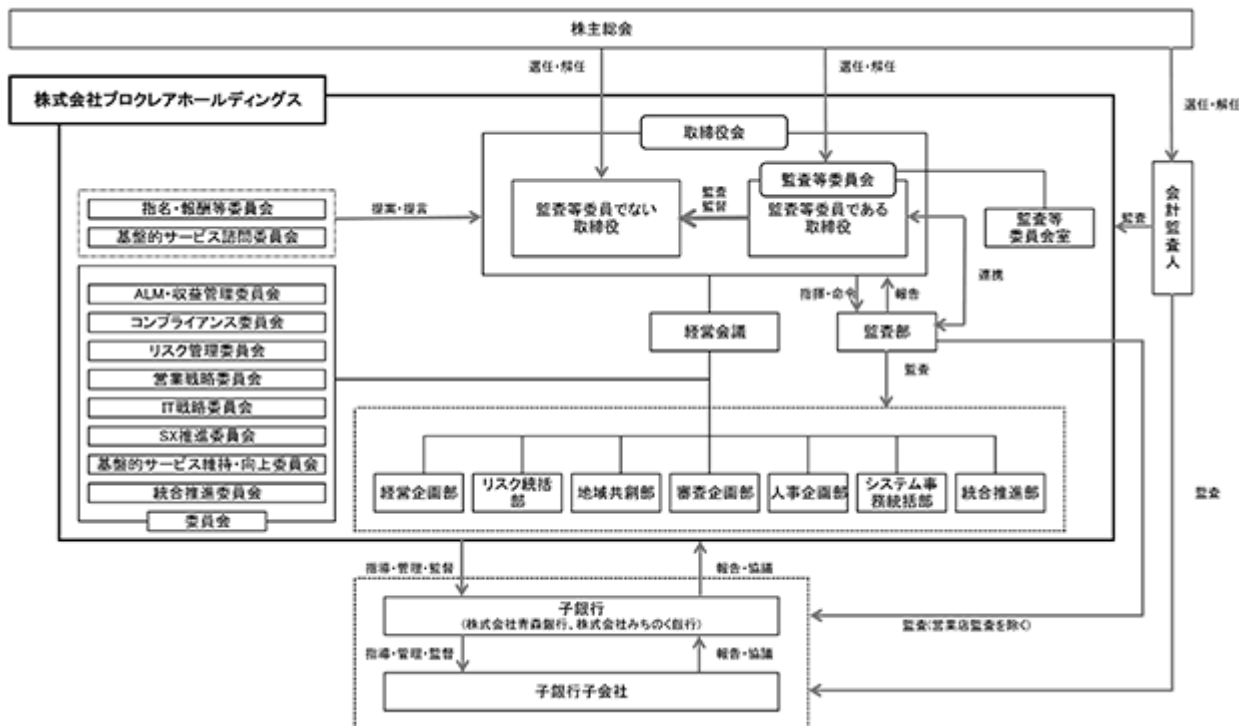 株主総会
選任・解任
選任・解任
選任・解任
株式会社プロクレアホールディングス
取締役会
監査等委員会
監査等委員でない
取締役
監査
監督
監査等委員である
取締役
監査等
委員会室
監査
会計監査人
指名・報酬等委員会
基盤的サービス諮問委員会
提案・提言
連携
指揮・命令
報告
経営会議
監査部
監査
ALM・収益管理委員会
コンプライアンス委員会
リスク管理委員会
営業戦略委員会
IT戦略委員会
SX推進委員会
基盤的サービス維持・向上委員会
統合推進委員会
委員会
経営企画部
リスク統括
部
地域共創部
審査企画部
人事企画部
システム事
務統括部
統合推進部
監査
指導・管理・監督
報告・協議
子銀行
(株式会社青森銀行、株式会社みちのく銀行)
監査(営業店監査を除く)
指導・管理・監督
報告・協議
子銀行子会社